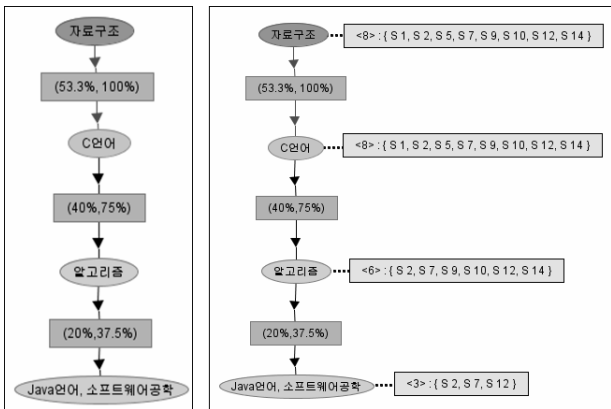 자료구조
(53.3%, 100%)
C언어
(40%,75%)
알고리즘
(20%,37.5%)
Java언어, 소프트웨어공학
자료구조
<8> : { S 1, S 2, S 5, S 7, S 9, S 10, S 12, S 14 }
(53.3%, 100%)
C언어
<8> : { S 1, S 2, S 5, S 7, S 9, S 10, S 12, S 14 }
(40%,75%)
알고리즘
<6> : { S 2, S 7, S 9, S 10, S 12, S 14 }
(20%,37.5%)
Java언어, 소프트웨어공학
<3> : { S 2, S 7, S 12 }